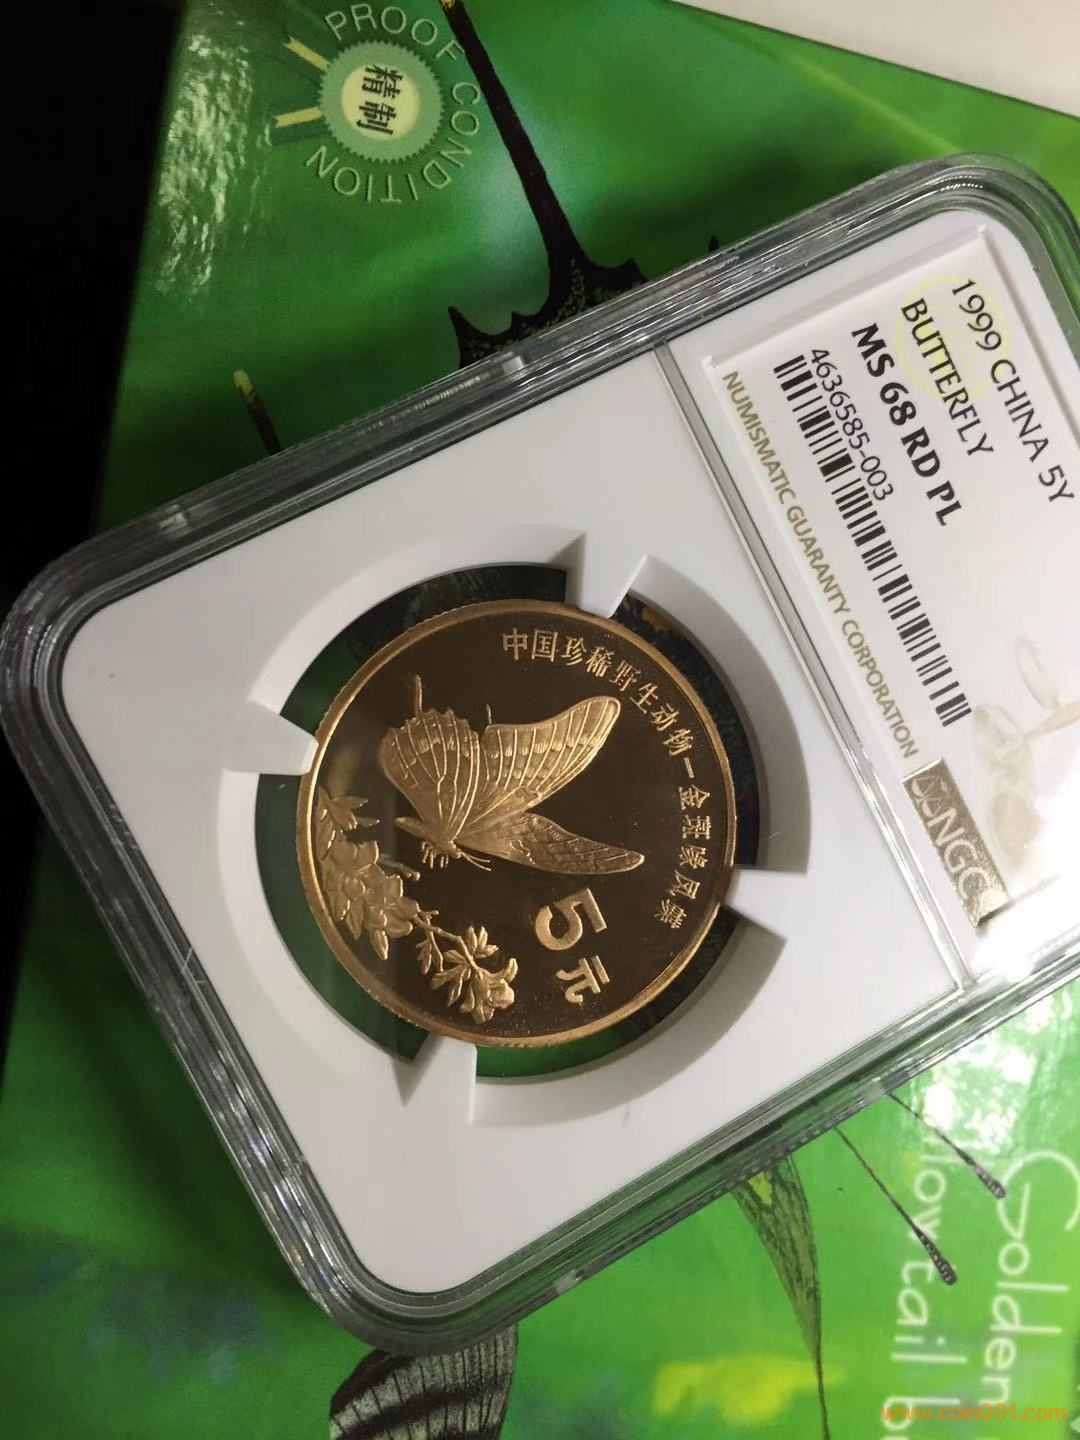 PROOF CONDITION
精制
1999 CHINA 5Y
BUTTERFLY
MS 68 RD PL
4636585-003
NUMISMATIC GUARANTY CORPORATION
NGC
中国珍稀野生动物—金斑喙凤蝶
5元
Golden
llowtail b
www.coin001.com